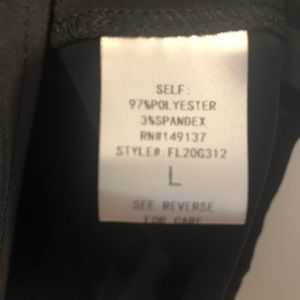 SELF:
97%POLYESTER
3%SPANDEX
RN#149137
STYLE#:FL20G312
L
SEE REVERSE
FOR CARE